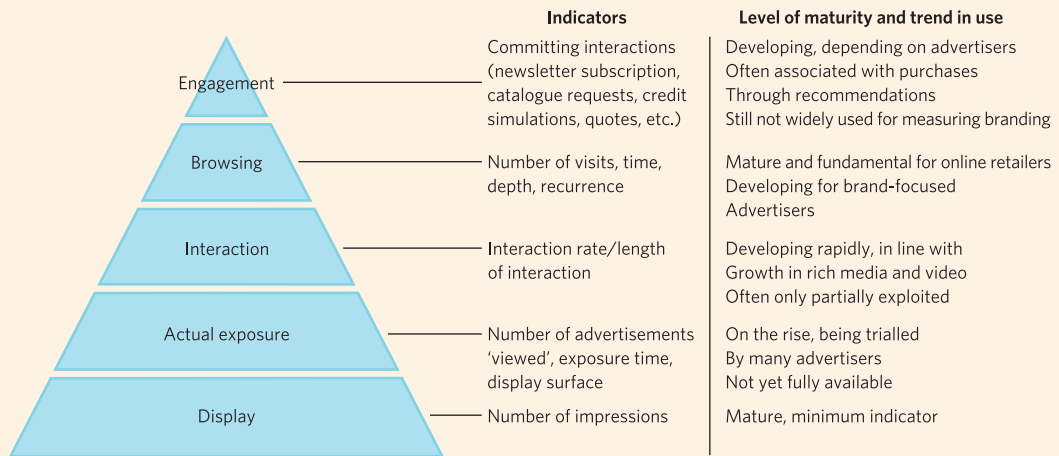 Indicators
Level of maturity and trend in use
Engagement
Committing interactions
(newsletter subscription,
catalogue requests, credit
simulations, quotes, etc.)
Developing, depending on advertisers
Often associated with purchases
Through recommendations
Still not widely used for measuring branding
Browsing
Number of visits, time,
depth, recurrence
Mature and fundamental for online retailers
Developing for brand-focused
Advertisers
Interaction
Interaction rate/length
of interaction
Developing rapidly, in line with
Growth in rich media and video
Often only partially exploited
Actual exposure
Number of advertisements
‘viewed’, exposure time,
display surface
On the rise, being trialled
By many advertisers
Not yet fully available
Display
Number of impressions
Mature, minimum indicator